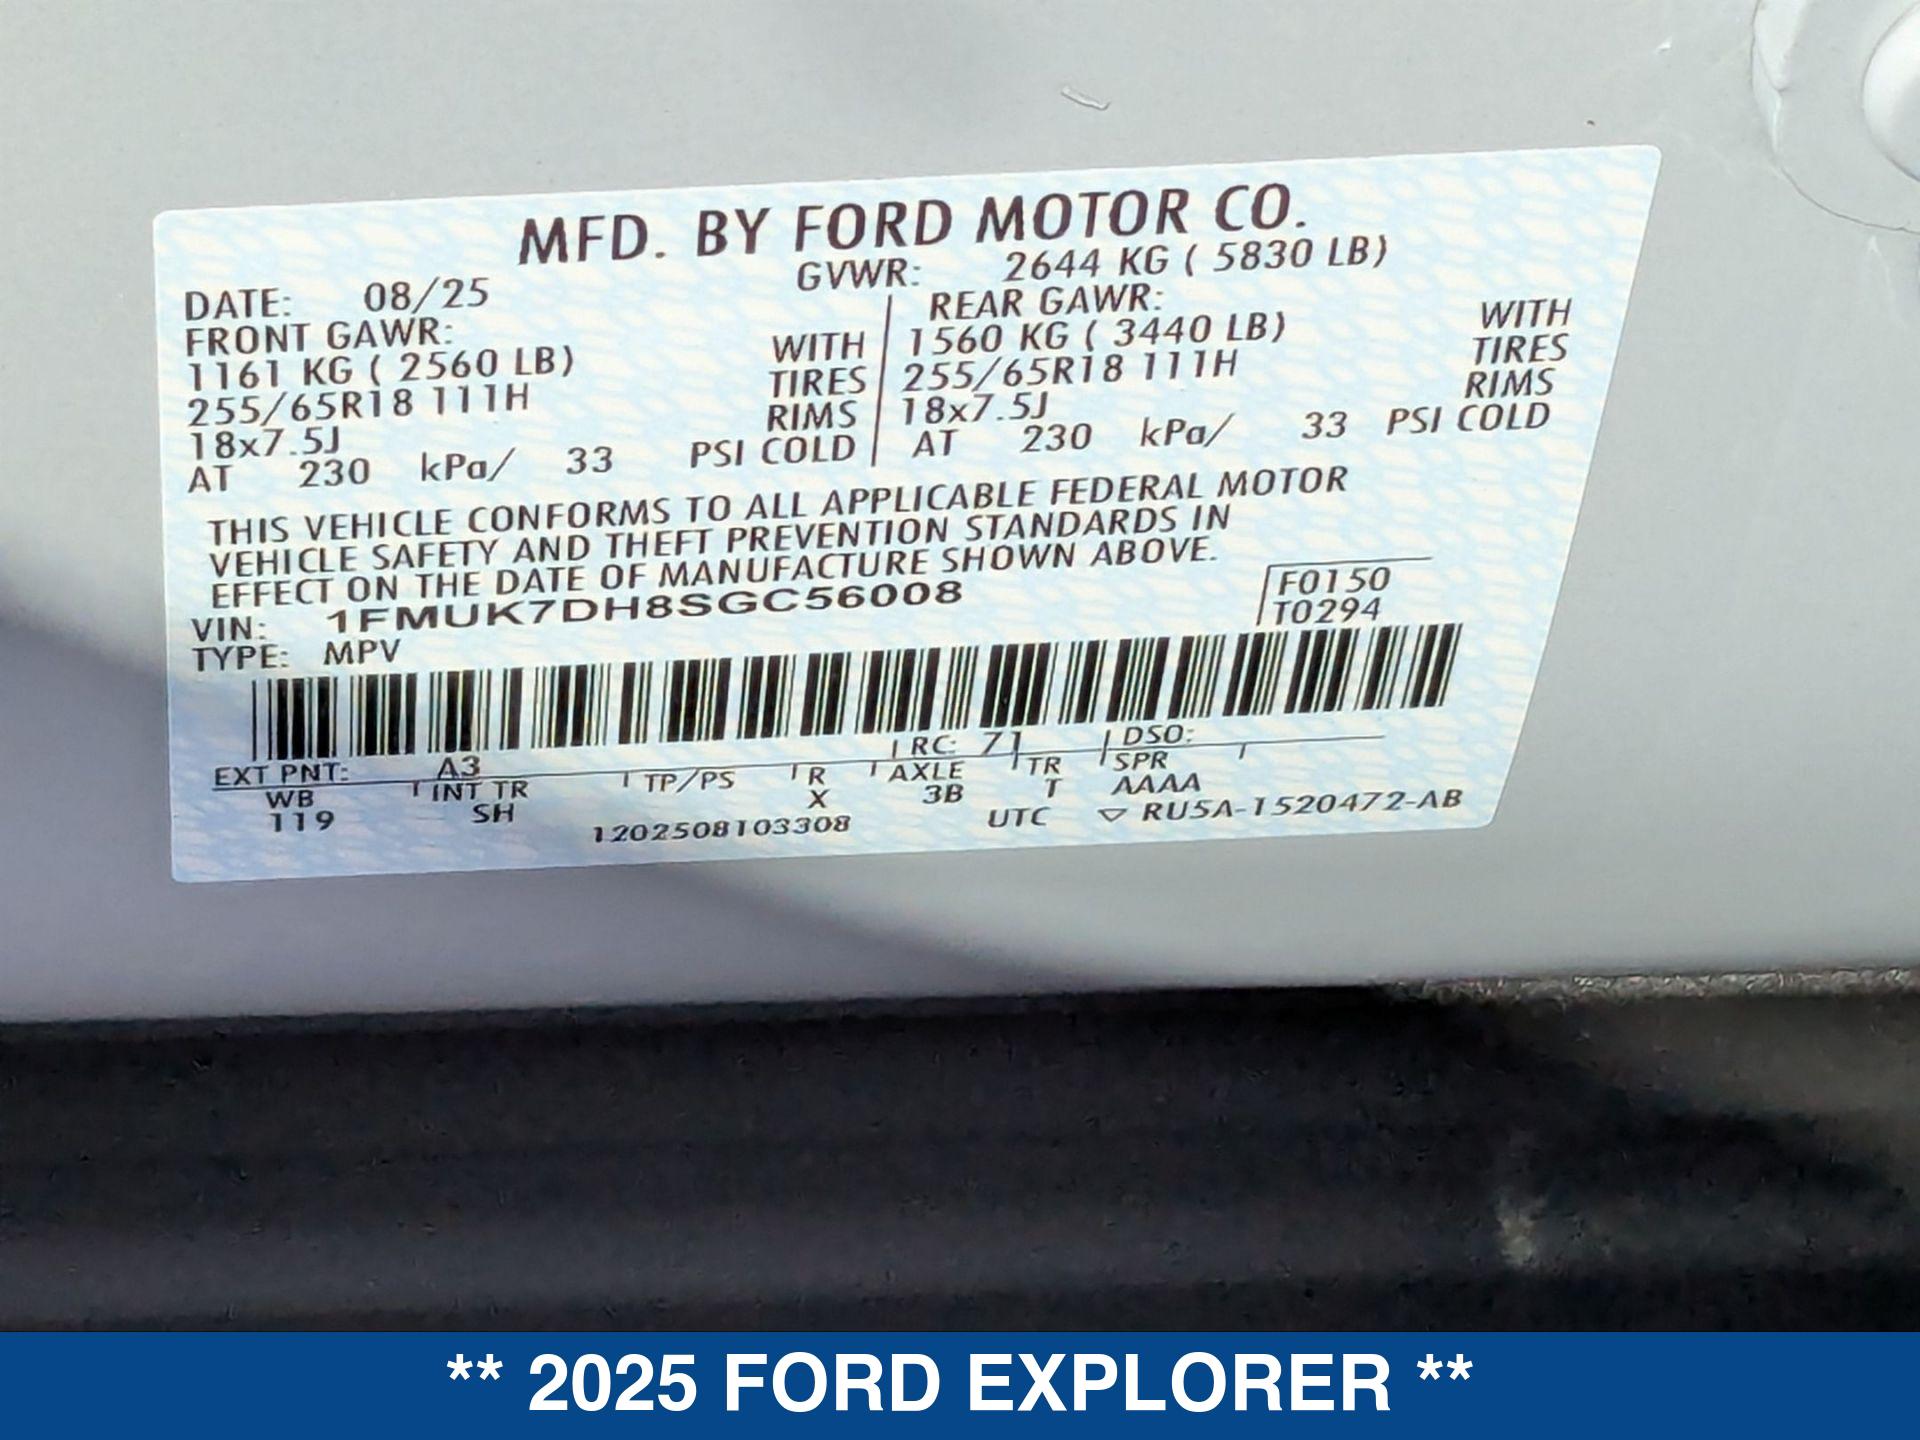 MFD. BY FORD MOTOR CO.
DATE: 08/25 GVWR: 2644 KG ( 5830 LB)
FRONT GAWR: REAR GAWR:
1161 KG ( 2560 LB) WITH 1560 KG ( 3440 LB) WITH
255/65R18 111H TIRES 255/65R18 111H TIRES
18x7.5J RIMS 18x7.5J RIMS
AT 230 kPa/ 33 PSI COLD AT 230 kPa/ 33 PSI COLD
THIS VEHICLE CONFORMS TO ALL APPLICABLE FEDERAL MOTOR
VEHICLE SAFETY AND THEFT PREVENTION STANDARDS IN
EFFECT ON THE DATE OF MANUFACTURE SHOWN ABOVE.
VIN: 1FMUK7DH8SGC56008 F0150
TYPE: MPV T0294
EXT PNT: A3 RC: 71 DSO:
WB INT TR TP/PS R AXLE TR SPR
119 SH X 3B T AAAA
1202508103308 UTC ▽ RU5A-1520472-AB
** 2025 FORD EXPLORER **